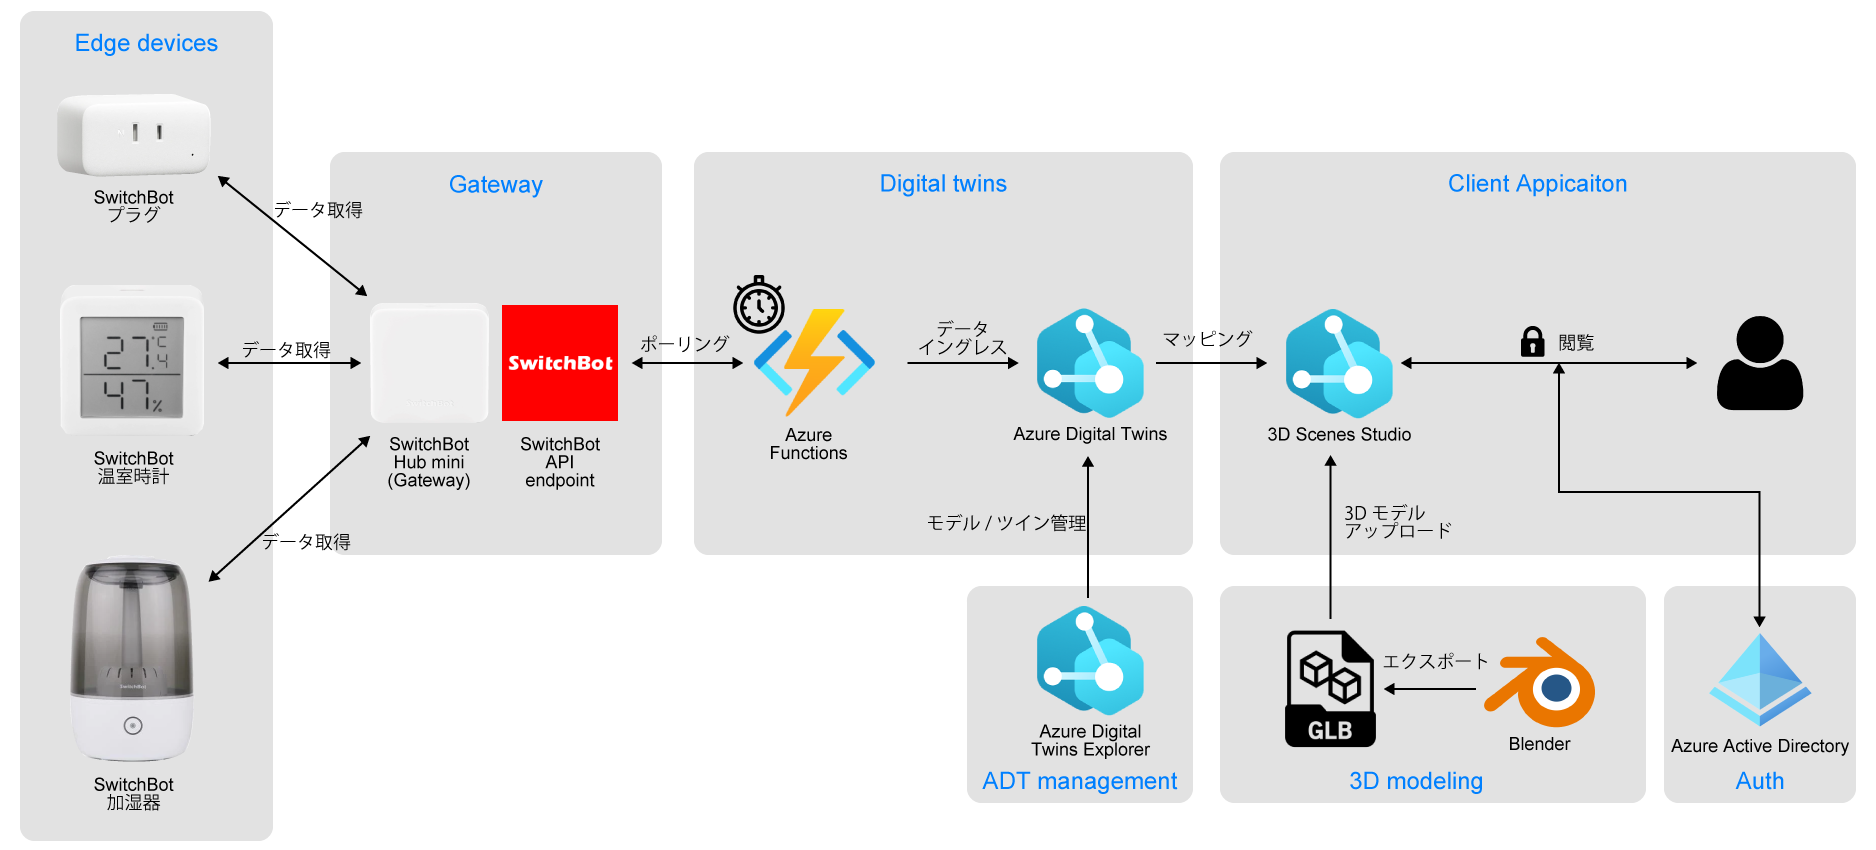 Edge devices
SwitchBot
プラグ
27.4℃
47%
SwitchBot
温室時計
SwitchBot
SwitchBot
加湿器
データ取得
データ取得
データ取得
Gateway
SwitchBot
Hub mini
(Gateway)
SwitchBot
SwitchBot
API
endpoint
ポーリング
Digital twins
Azure
Functions
データ
イングレス
Azure Digital Twins
モデル / ツイン管理
マッピング
Client Appicaiton
3D Scenes Studio
閲覧
3D モデル
アップロード
Azure Digital
Twins Explorer
ADT management
GLB
エクスポート
Blender
3D modeling
Azure Active Directory
Auth